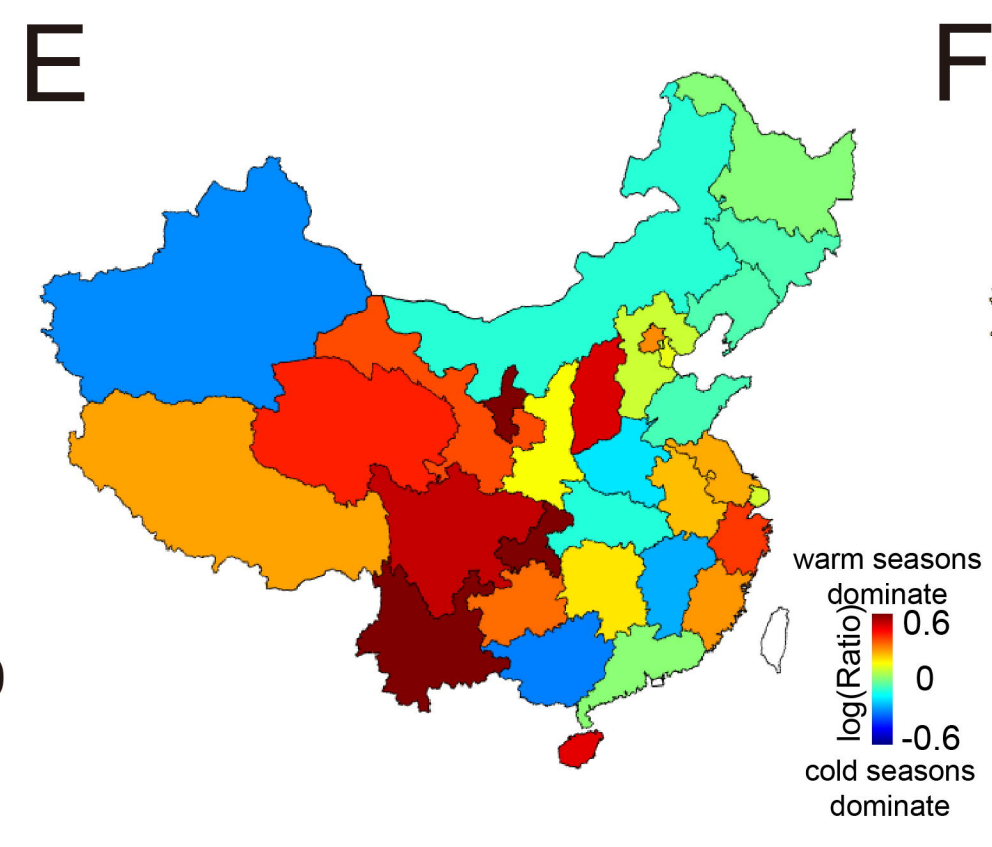 E
F
warm seasons
dominate
log(Ratio)
0.6
0
-0.6
cold seasons
dominate